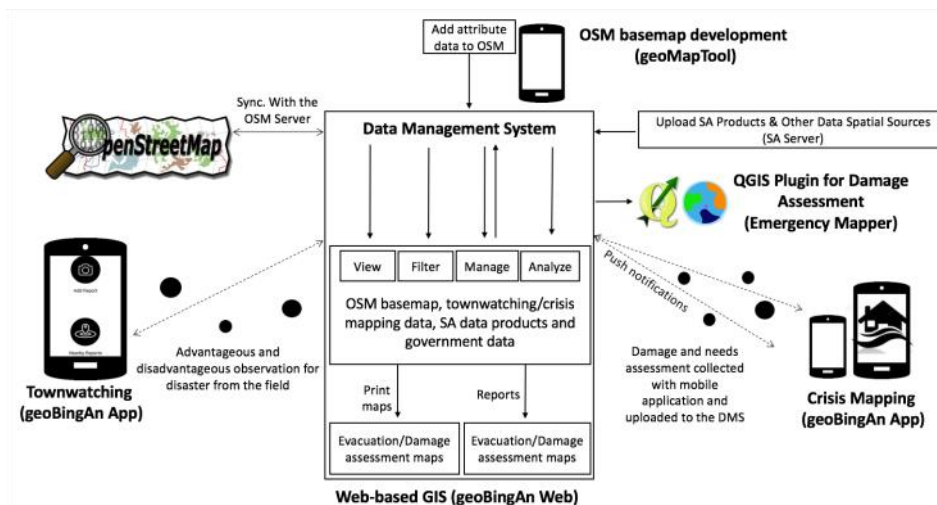 Add attribute
data to OSM
OSM basemap development
(geoMapTool)
Sync. With the
OSM Server
penStreetMap
Data Management System
Upload SA Products & Other Data Spatial Sources
(SA Server)
QGIS Plugin for Damage
Assessment
(Emergency Mapper)
View
Filter
Manage
Analyze
OSM basemap, townwatching/crisis
mapping data, SA data products and
government data
Push notifications
Add Report
Nearby Reports
Advantageous and
disadvantageous observation for
disaster from the field
Townwatching
(geoBingAn App)
Damage and needs
assessment collected
with mobile
application and
uploaded to the DMS
Crisis Mapping
(geoBingAn App)
Print
maps
Reports
Evacuation/Damage
assessment maps
Evacuation/Damage
assessment maps
Web-based GIS (geoBingAn Web)